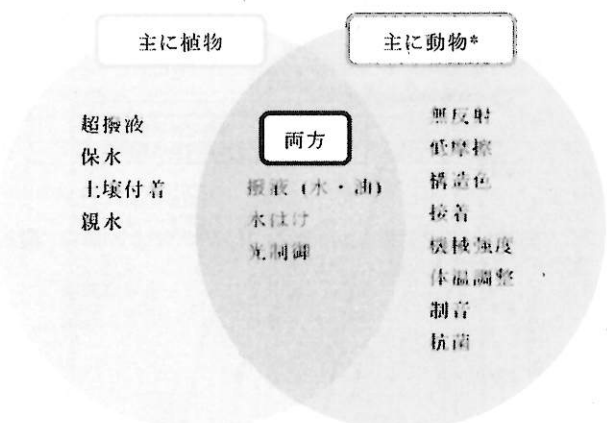 主に植物
超撥液
保水
土壌付着
親水
両方
撥液（水・油）
水はけ
光制御
主に動物*
無反射
低摩擦
構造色
接着
機械強度
体温調整
制音
抗菌